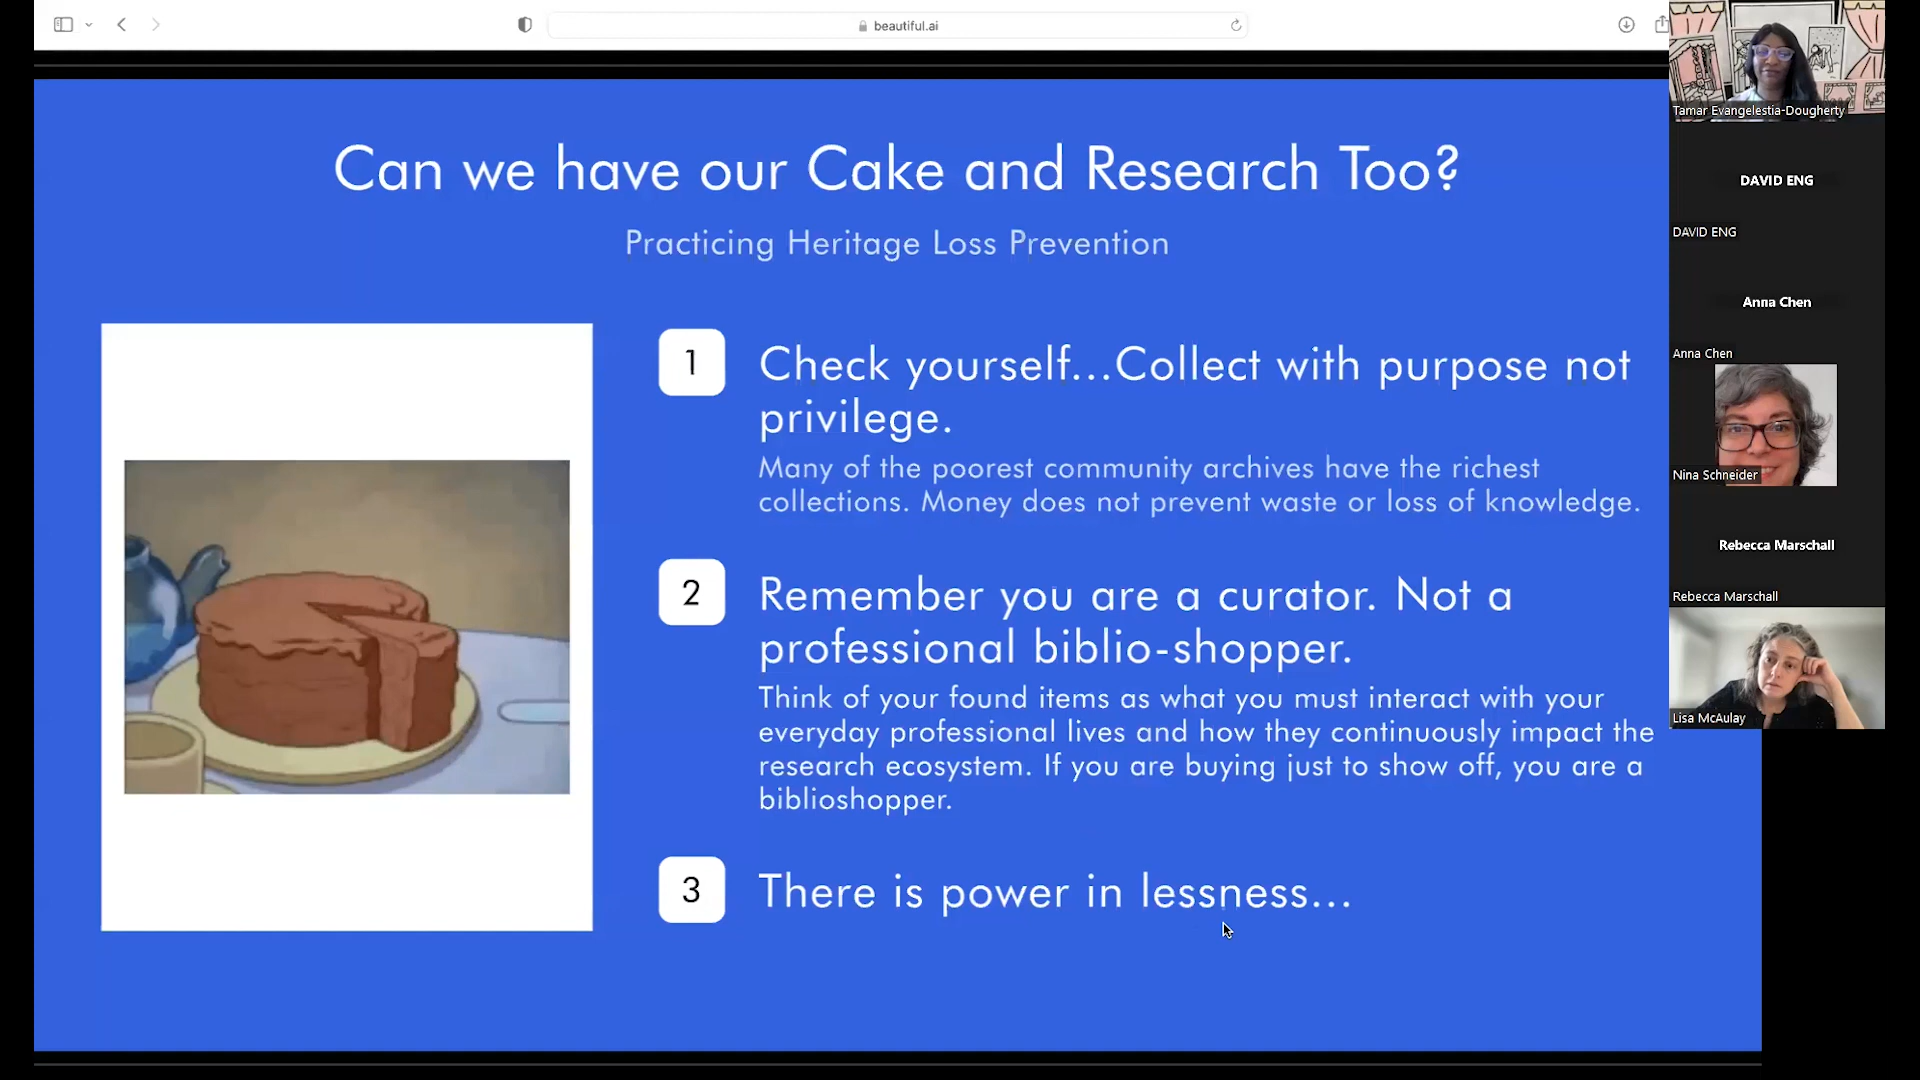 beautiful.ai
Can we have our Cake and Research Too?
Practicing Heritage Loss Prevention
1
Check yourself...Collect with purpose not
privilege.
Many of the poorest community archives have the richest
collections. Money does not prevent waste or loss of knowledge.
2
Remember you are a curator. Not a
professional biblio-shopper.
Think of your found items as what you must interact with your
everyday professional lives and how they continuously impact the
research ecosystem. If you are buying just to show off, you are a
biblioshopper.
3
There is power in lessness...
Tamar Evangelestia-Dougherty
DAVID ENG
DAVID ENG
Anna Chen
Anna Chen
Nina Schneider
Rebecca Marschall
Rebecca Marschall
Lisa McAulay